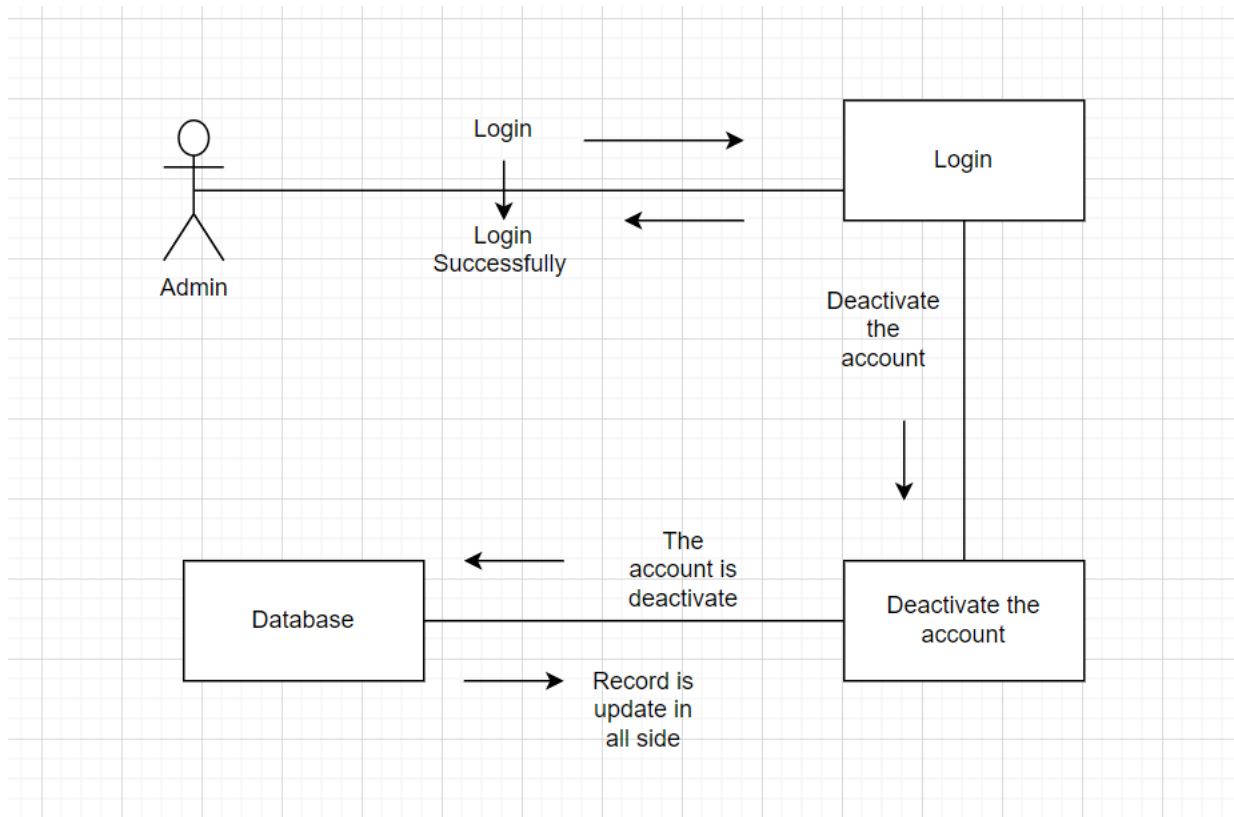 Login
Login
Login
Successfully
Admin
Deactivate
the
account
The
account is
deactivate
Database
Deactivate the
account
Record is
update in
all side